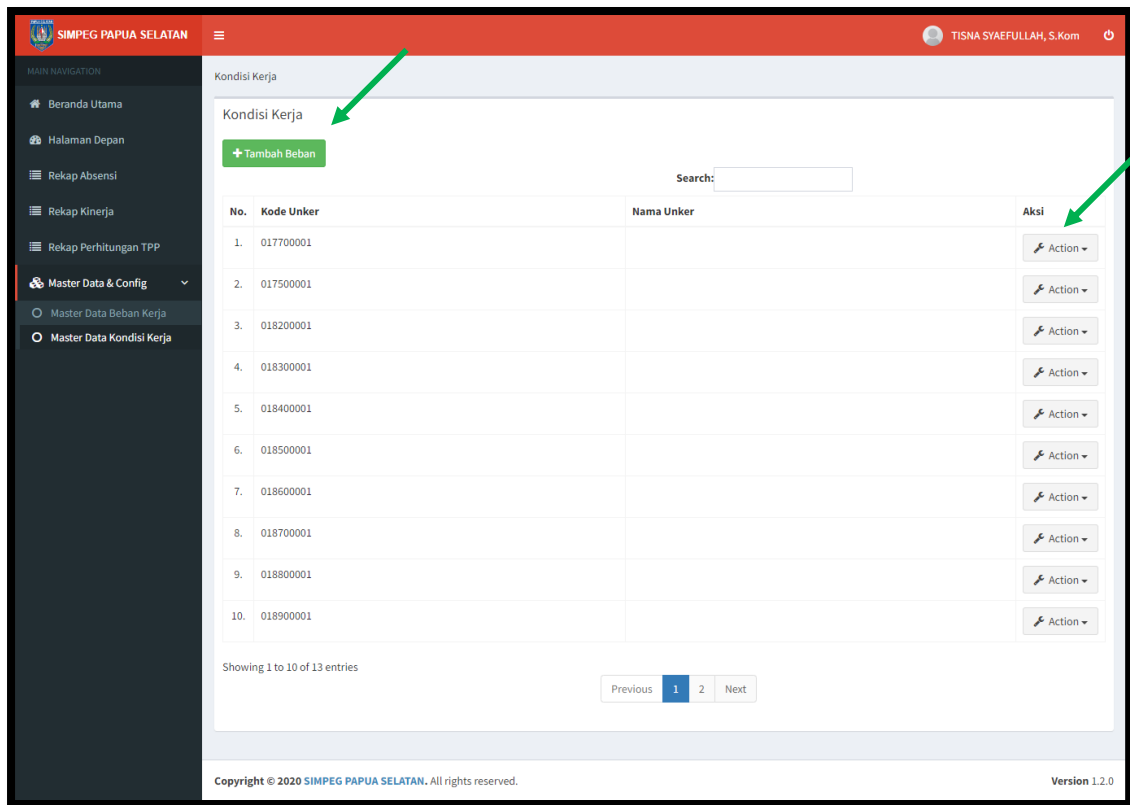 SIMPEG PAPUA SELATAN
TISNA SYAEFULLAH, S.Kom
MAIN NAVIGATION
Beranda Utama
Halaman Depan
Rekap Absensi
Rekap Kinerja
Rekap Perhitungan TPP
Master Data & Config
Master Data Beban Kerja
Master Data Kondisi Kerja
Kondisi Kerja
Kondisi Kerja
+Tambah Beban
Search:
No. Kode Unker Nama Unker Aksi
1. 017700001 Action
2. 017500001 Action
3. 018200001 Action
4. 018300001 Action
5. 018400001 Action
6. 018500001 Action
7. 018600001 Action
8. 018700001 Action
9. 018800001 Action
10. 018900001 Action
Showing 1 to 10 of 13 entries
Previous 1 2 Next
Copyright © 2020 SIMPEG PAPUA SELATAN. All rights reserved. Version 1.2.0